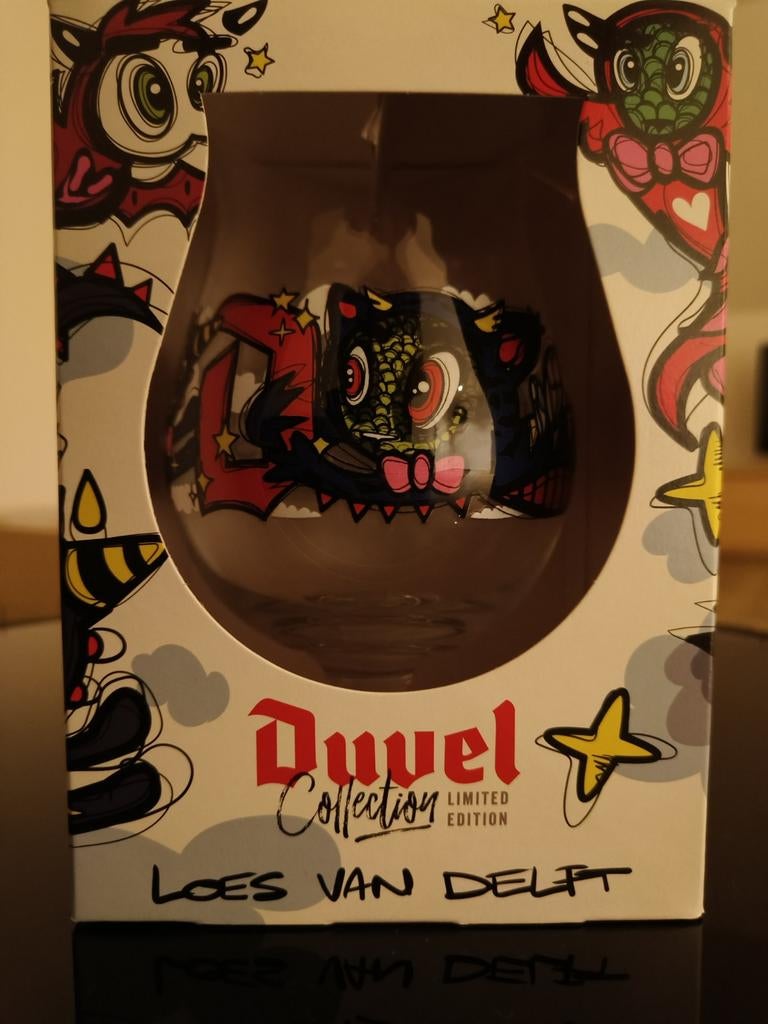 Duvel
Collection LIMITED
EDITION
LOES VAN DELFT